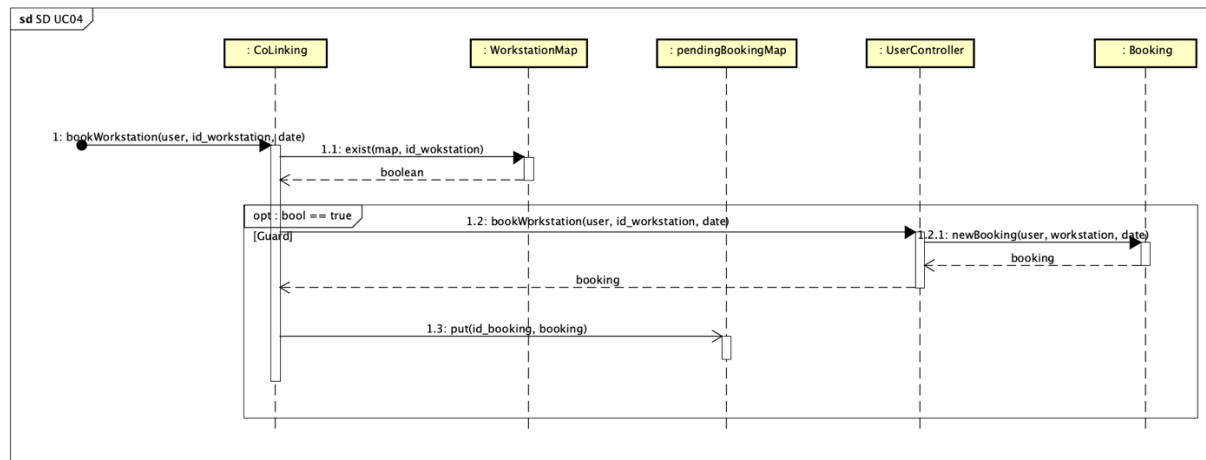 sd SD UC04
: CoLinking
: WorkstationMap
: pendingBookingMap
: UserController
: Booking
1: bookWorkstation(user, id_workstation, date)
1.1: exist(map, id_wokstation)
boolean
opt : bool == true
[Guard]
1.2: bookWorkstation(user, id_workstation, date)
1.2.1: newBooking(user, workstation, date)
booking
booking
1.3: put(id_booking, booking)